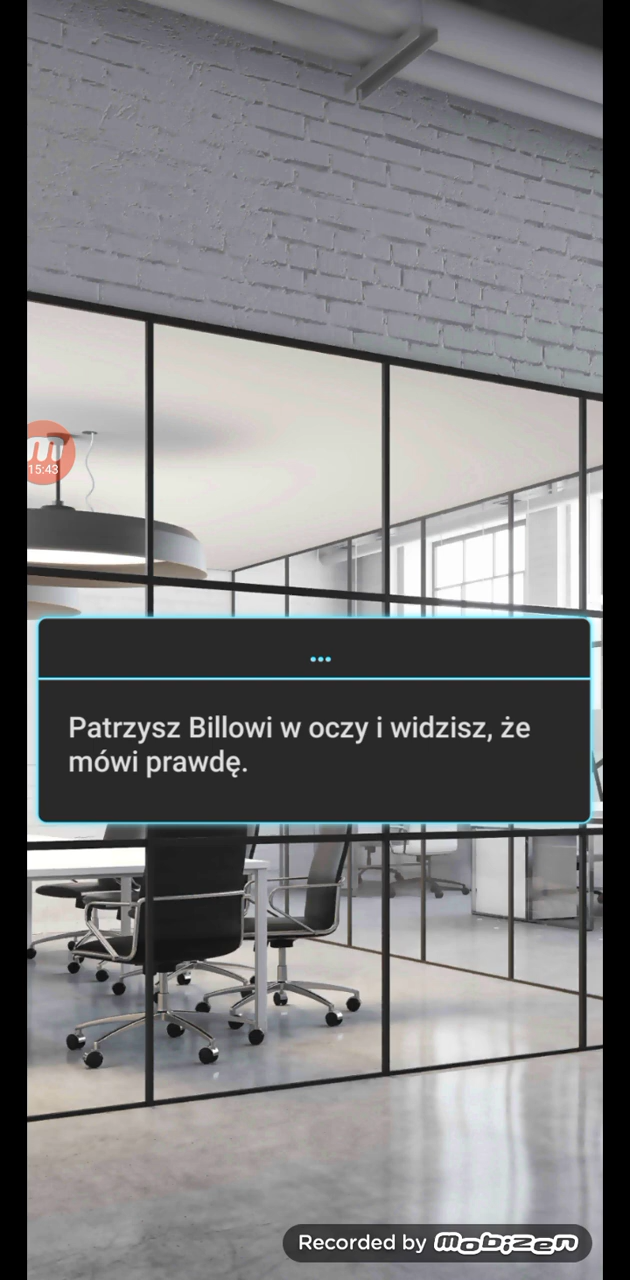 15:43
...
Patrzysz Billowi w oczy i widzisz, że
mówi prawdę.
Recorded by mobizen